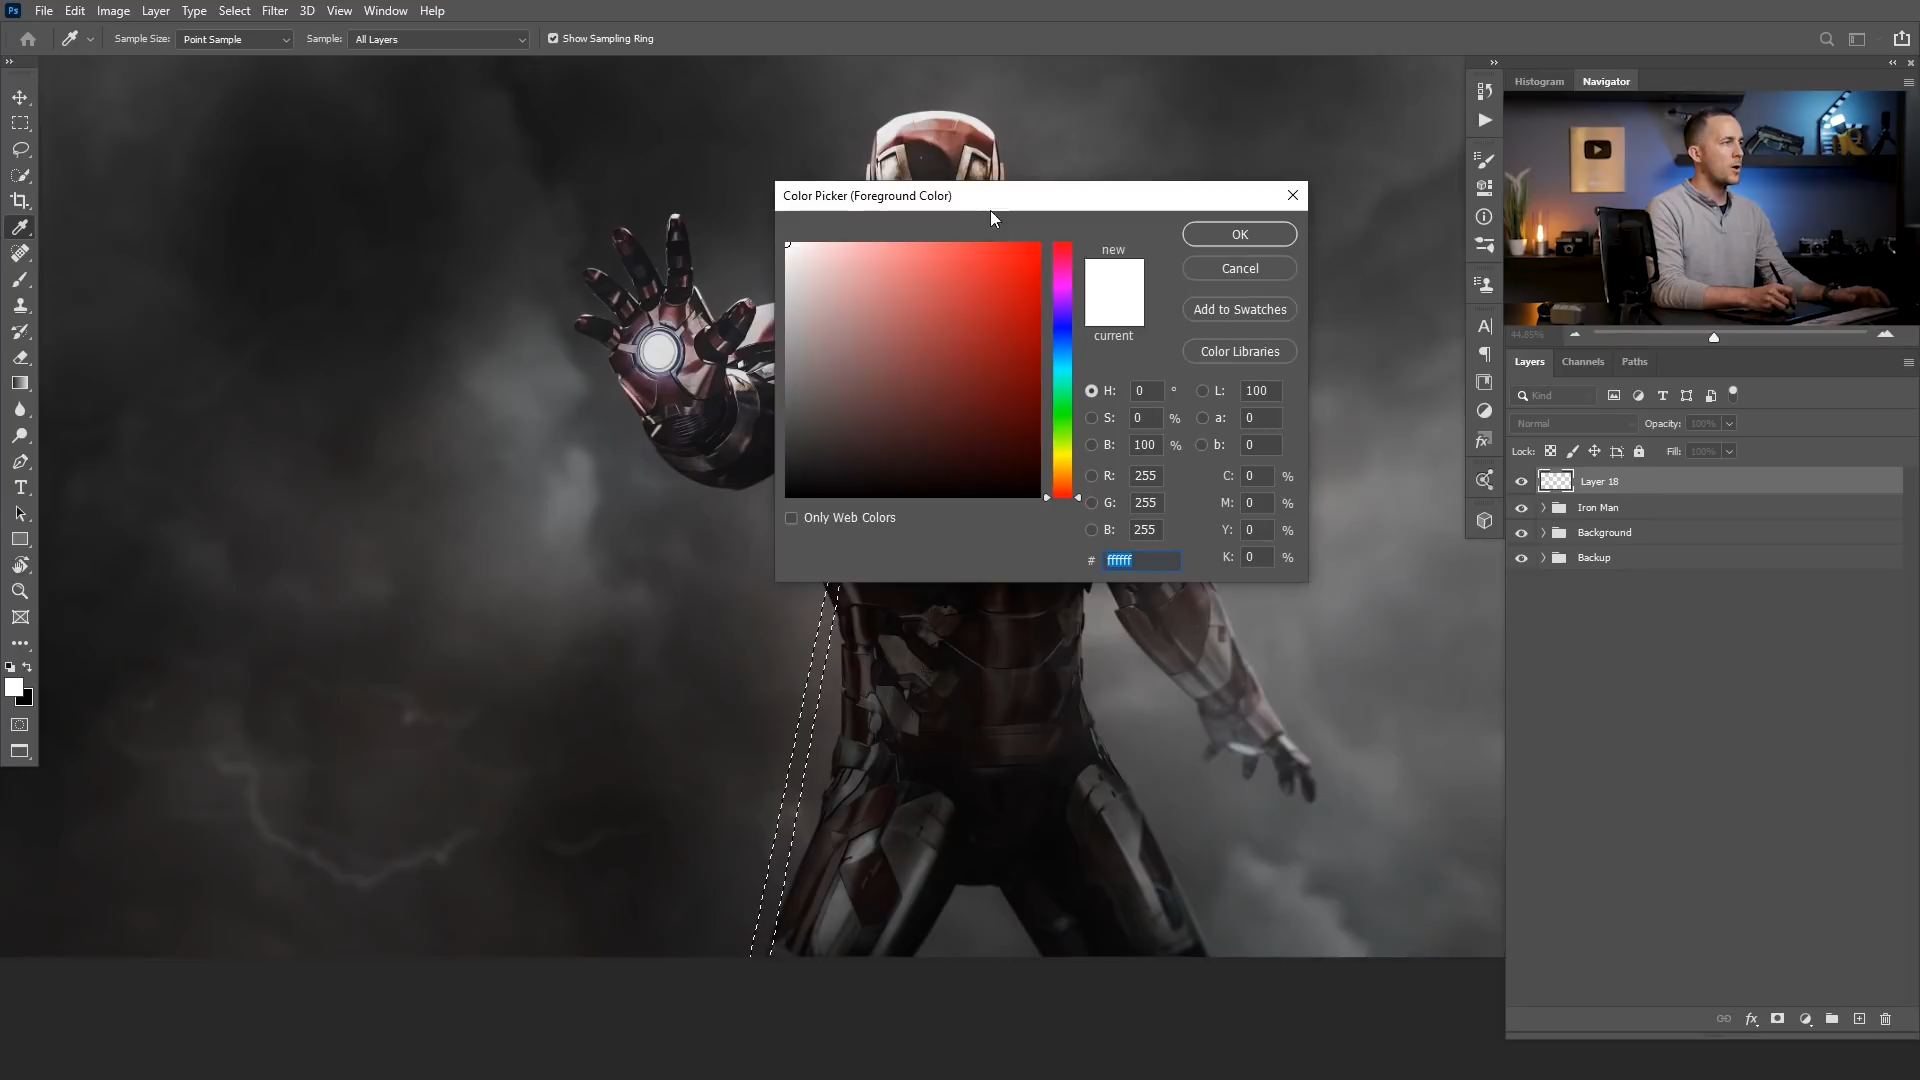 Ps File Edit Image Layer Type Select Filter 3D View Window Help
Sample Size: Point Sample Sample: All Layers Show Sampling Ring
Histogram Navigator
Color Picker (Foreground Color)
new
OK
Cancel
Add to Swatches
current
Color Libraries
H: 0 ° L: 100
S: 0 % a: 0
B: 100 % b: 0
R: 255 C: 0 %
G: 255 M: 0 %
B: 255 Y: 0 %
# ffffff K: 0 %
Only Web Colors
44.85%
Layers Channels Paths
Kind
Normal Opacity: 100%
Lock: Fill: 100%
Layer 18
Iron Man
Background
Backup